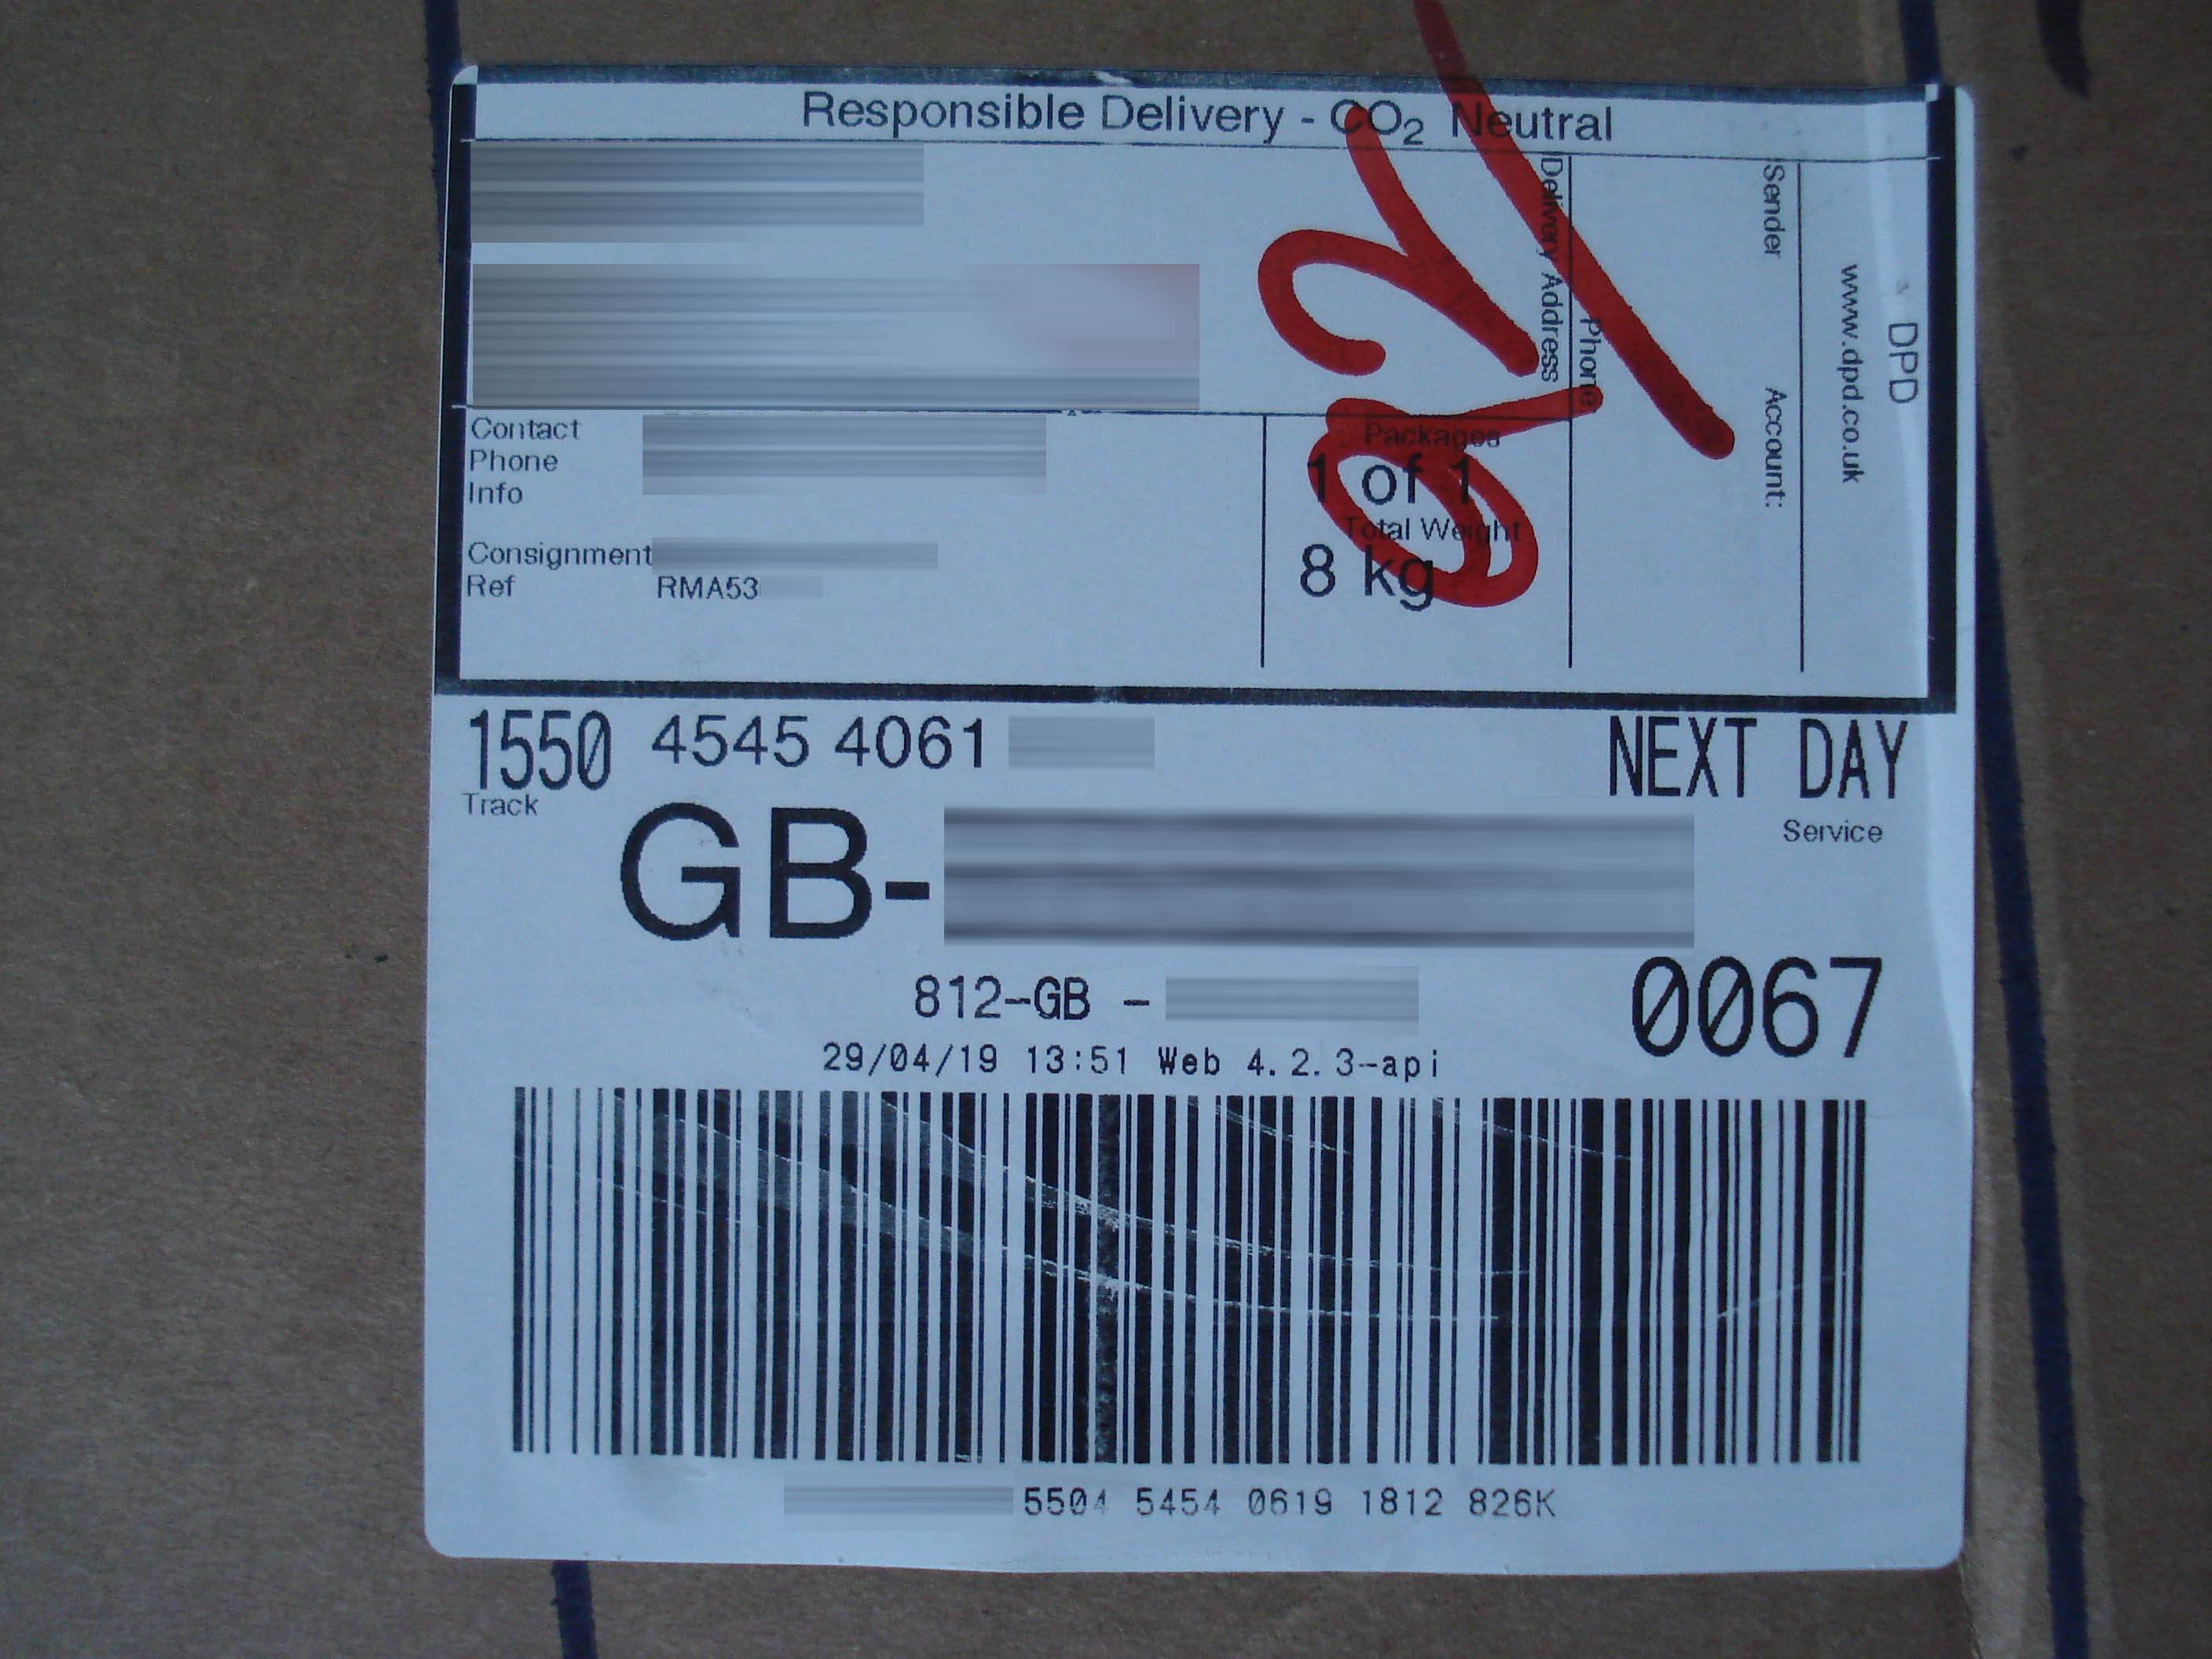 Responsible Delivery - CO₂ Neutral
Contact
Phone
Info
Consignment
Ref RMA53
Packages
1 of 1
Total Weight
8 kg
Delivery Address
Phone
Sender Account:
www.dpd.co.uk
DPD
1550 4545 4061
Track
NEXT DAY
Service
GB-
812-GB -
0067
29/04/19 13:51 Web 4.2.3-api
5504 5454 0619 1812 826K